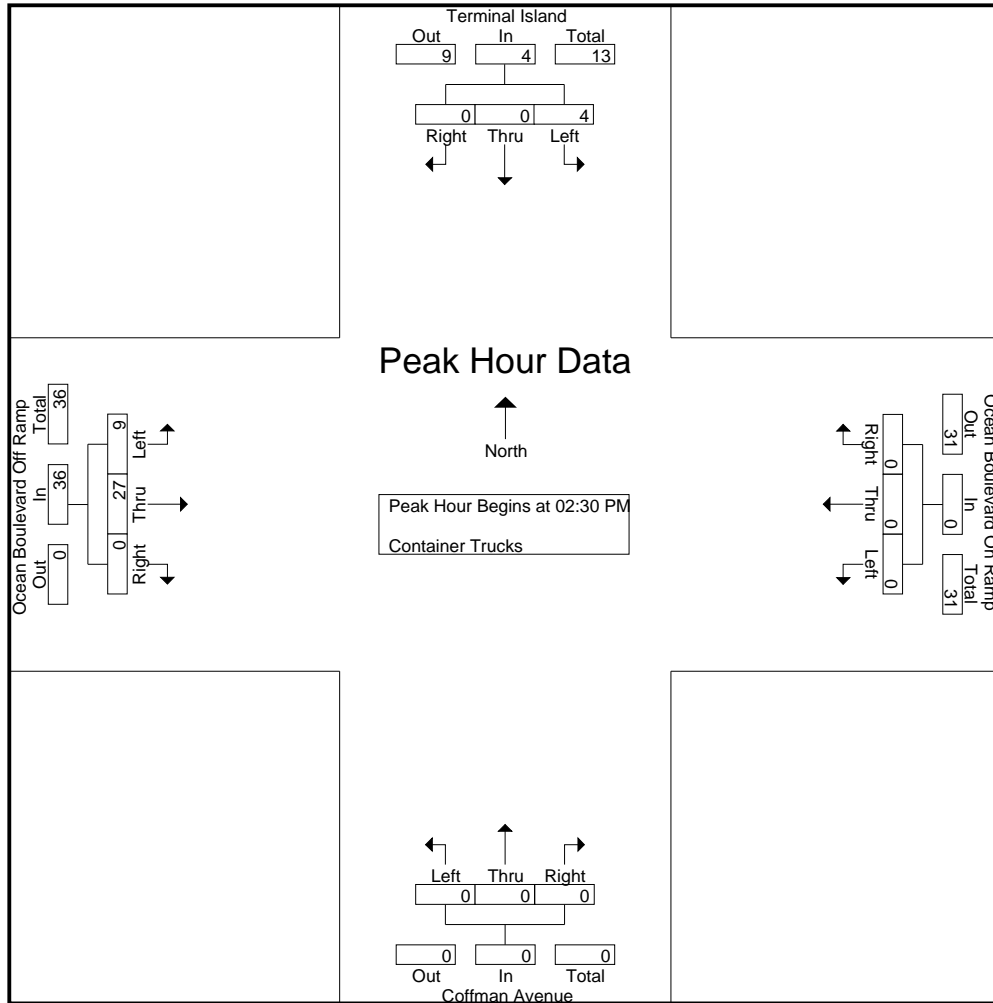 Terminal Island
Out In Total
9 4 13
0 0 4
Right Thru Left
Peak Hour Data
North
Peak Hour Begins at 02:30 PM
Container Trucks
Ocean Boulevard Off Ramp
Total In Out
36 36 0
9 27 0
Left Thru Right
Ocean Boulevard On Ramp
Out In Total
31 0 31
0 0 0
Right Thru Left
Left Thru Right
0 0 0
0 0 0
Out In Total
Coffman Avenue